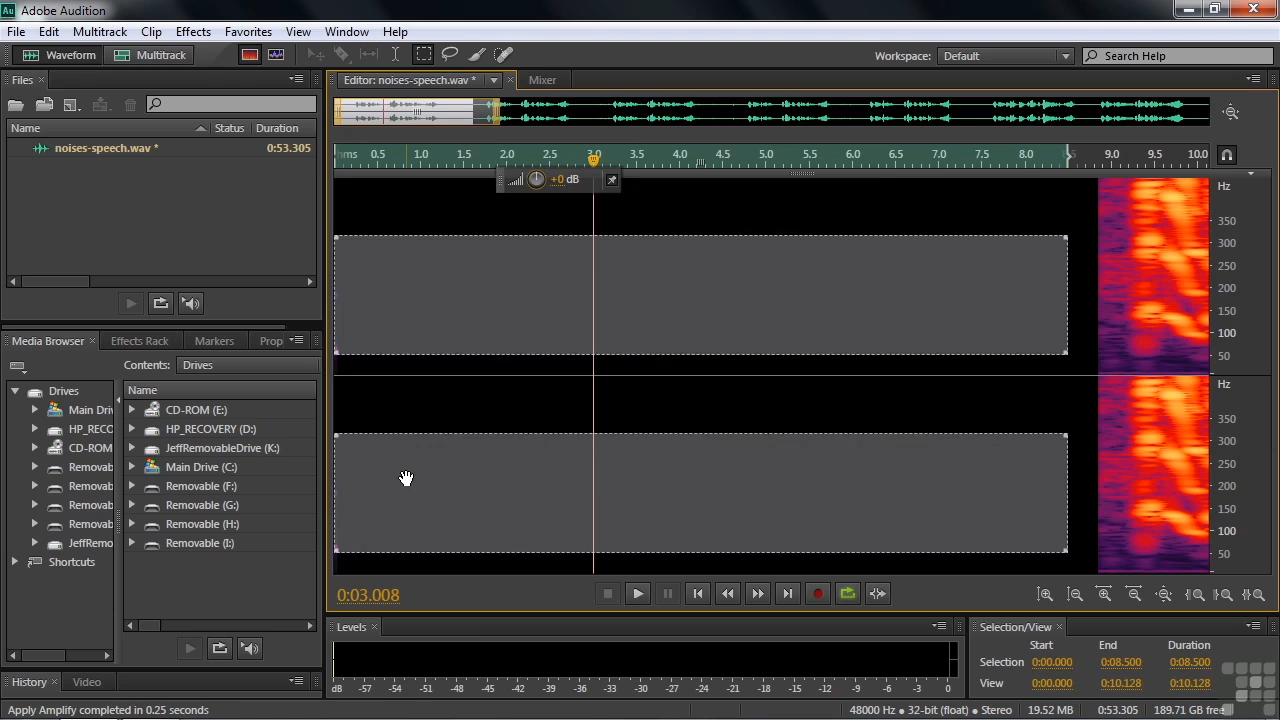 Au Adobe Audition
File Edit Multitrack Clip Effects Favorites View Window Help
Waveform Multitrack Workspace: Default Search Help
Files Editor: noises-speech.wav * Mixer
Name Status Duration
noises-speech.wav * 0:53.305
hms 0.5 1.0 1.5 2.0 2.5 3.0 3.5 4.0 4.5 5.0 5.5 6.0 6.5 7.0 7.5 8.0 9.0 9.5 10.0
+0 dB
Hz
350
300
250
200
150
100
50
Hz
350
300
250
200
150
100
50
Media Browser Effects Rack Markers Prop
Contents: Drives
Drives Name
Main Driv CD-ROM (E:)
HP_RECO HP_RECOVERY (D:)
CD-ROM JeffRemovableDrive (K:)
Removab Main Drive (C:)
Removab Removable (F:)
Removab Removable (G:)
Removab Removable (H:)
JeffRemo Removable (I:)
Shortcuts
0:03.008
Levels Selection/View
Start End Duration
Selection 0:00.000 0:08.500 0:08.500
View 0:00.000 0:10.128 0:10.128
History Video
dB -57 -54 -51 -48 -45 -42 -39 -36 -33 -30 -27 -24 -21 -18 -15 -12 -9 -6 -3 0
Apply Amplify completed in 0.25 seconds 48000 Hz • 32-bit (float) • Stereo 19.52 MB 0:53.305 189.71 GB free